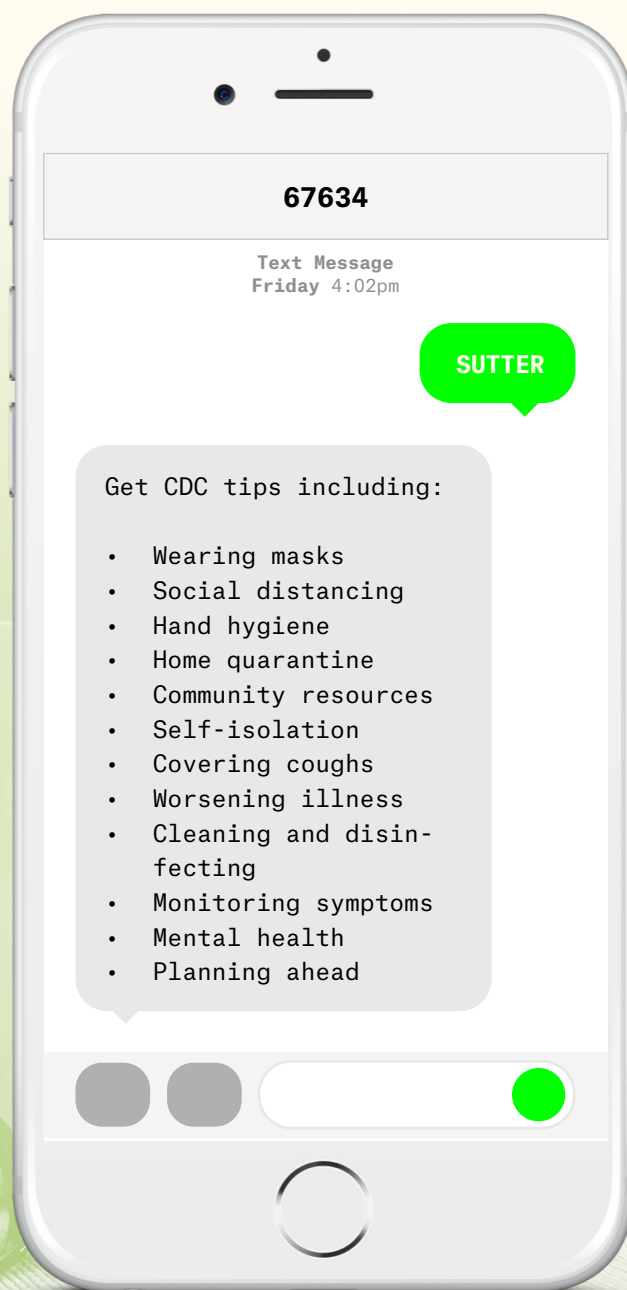 67634
Text Message
Friday 4:02pm
SUTTER
Get CDC tips including:
• Wearing masks
• Social distancing
• Hand hygiene
• Home quarantine
• Community resources
• Self-isolation
• Covering coughs
• Worsening illness
• Cleaning and disin-
fecting
• Monitoring symptoms
• Mental health
• Planning ahead